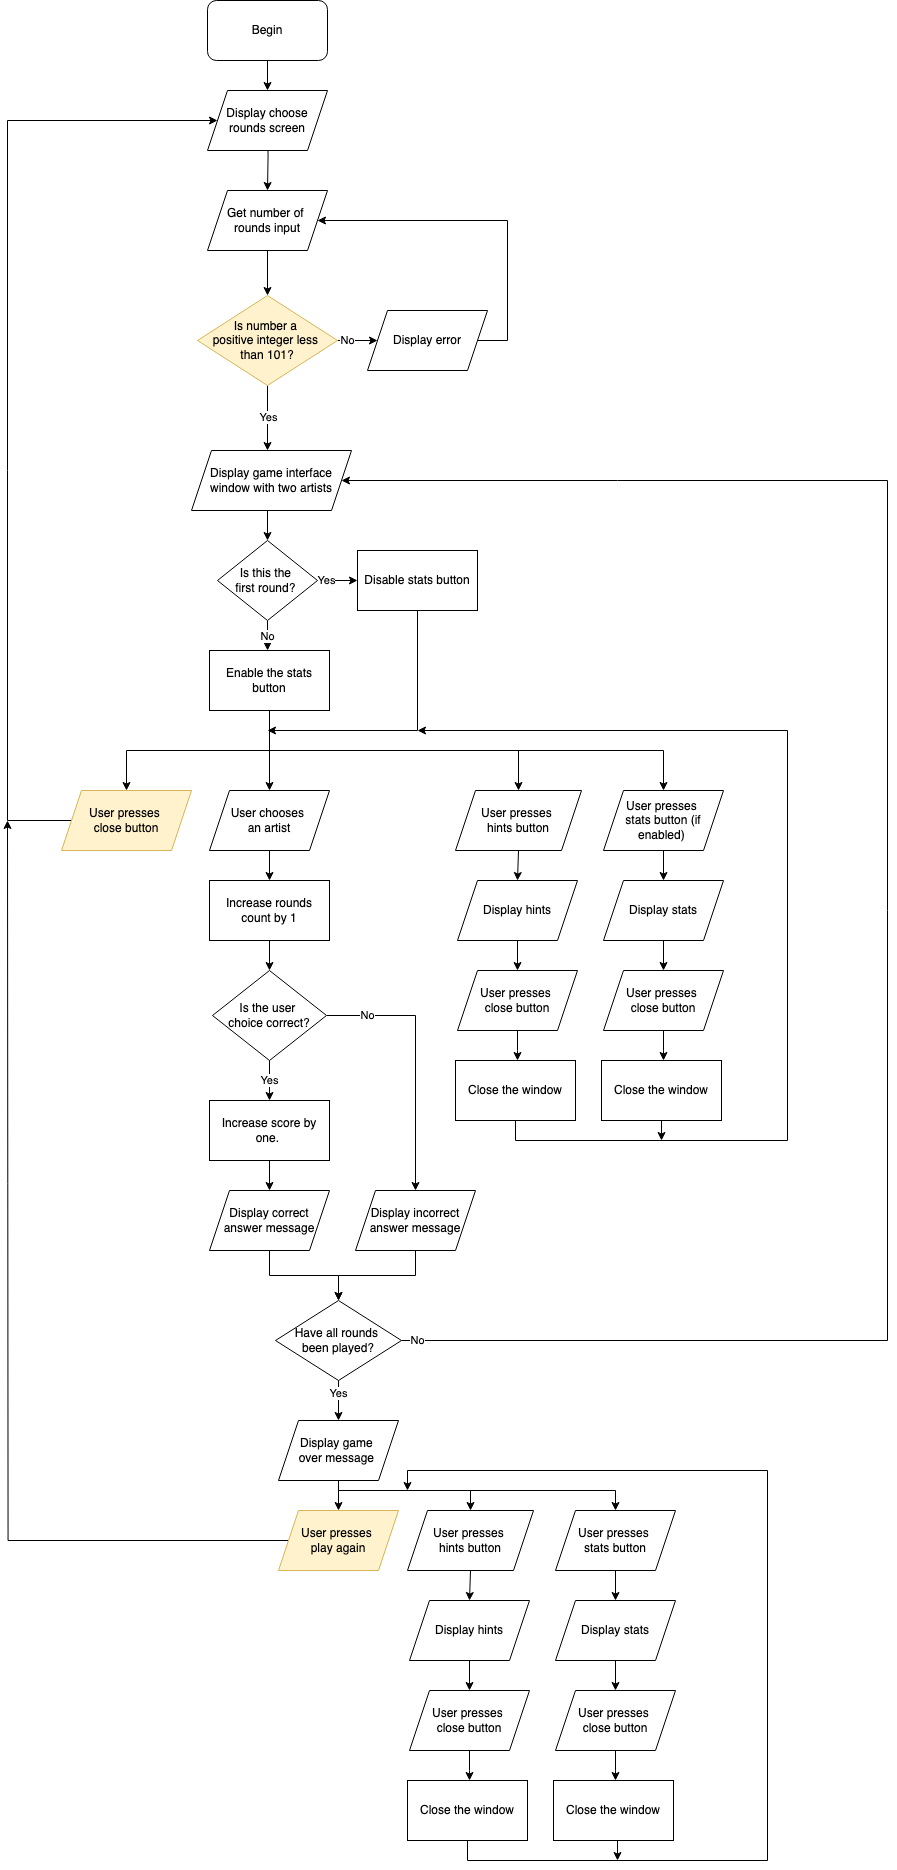 Begin
Display choose
rounds screen
Get number of
rounds input
Is number a
positive integer less
than 101?
No
Display error
Yes
Display game interface
window with two artists
Is this the
first round?
Yes
Disable stats button
No
Enable the stats
button
User presses
close button
User chooses
an artist
User presses
hints button
User presses
stats button (if
enabled)
Increase rounds
count by 1
Display hints
Display stats
Is the user
choice correct?
No
User presses
close button
User presses
close button
Yes
Close the window
Close the window
Increase score by
one.
Display correct
answer message
Display incorrect
answer message
Have all rounds
been played?
No
Yes
Display game
over message
User presses
play again
User presses
hints button
User presses
stats button
Display hints
Display stats
User presses
close button
User presses
close button
Close the window
Close the window